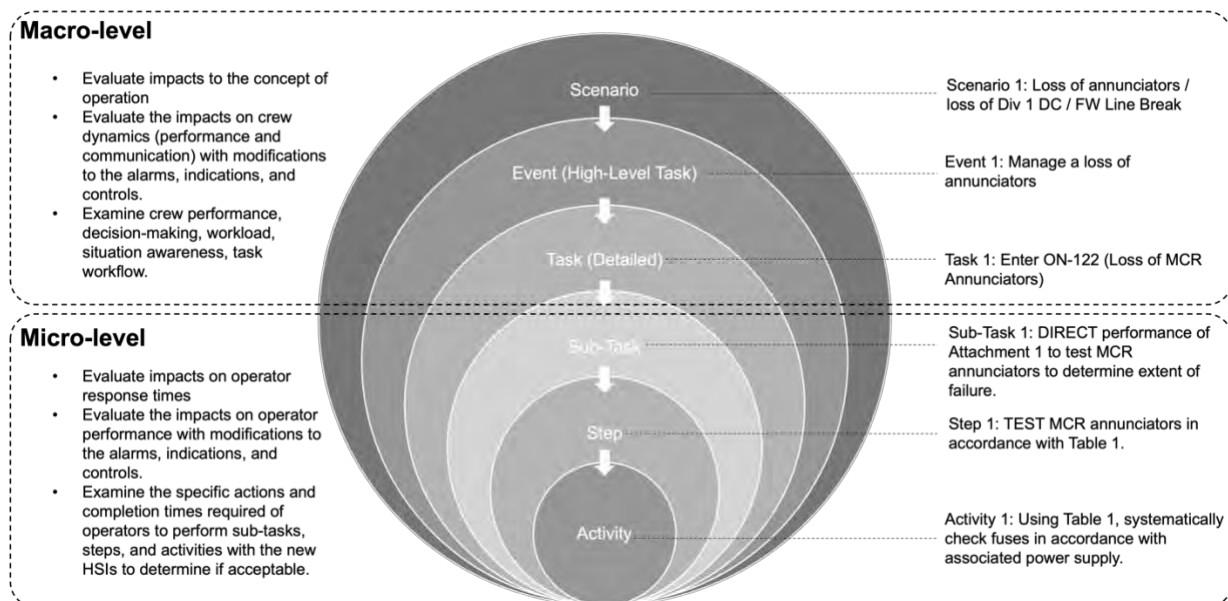 Macro-level
• Evaluate impacts to the concept of
operation
• Evaluate the impacts on crew
dynamics (performance and
communication) with modifications
to the alarms, indications, and
controls.
• Examine crew performance,
decision-making, workload,
situation awareness, task
workflow.
Scenario
Event (High-Level Task)
Task (Detailed)
Scenario 1: Loss of annunciators /
loss of Div 1 DC / FW Line Break
Event 1: Manage a loss of
annunciators
Task 1: Enter ON-122 (Loss of MCR
Annunciators)
Micro-level
• Evaluate impacts on operator
response times
• Evaluate the impacts on operator
performance with modifications to
the alarms, indications, and
controls.
• Examine the specific actions and
completion times required of
operators to perform sub-tasks,
steps, and activities with the new
HSIs to determine if acceptable.
Sub-Task
Step
Activity
Sub-Task 1: DIRECT performance of
Attachment 1 to test MCR
annunciators to determine extent of
failure.
Step 1: TEST MCR annunciators in
accordance with Table 1.
Activity 1: Using Table 1, systematically
check fuses in accordance with
associated power supply.